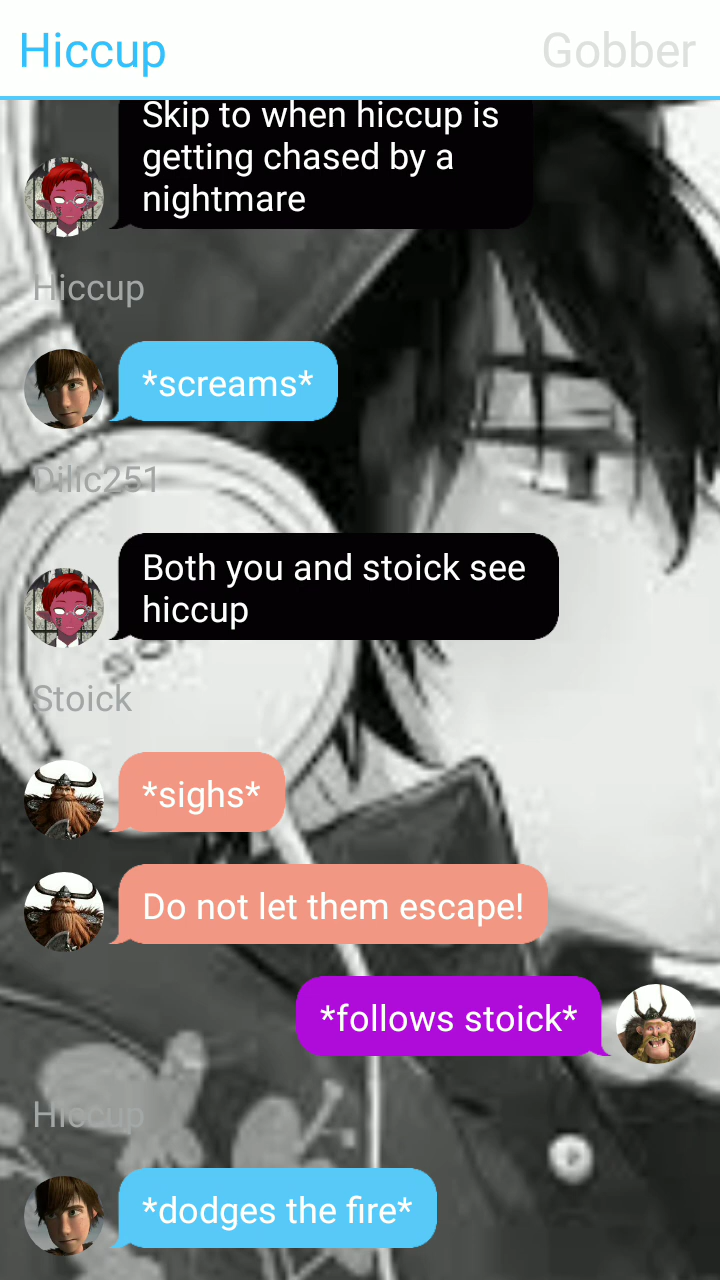 Hiccup Gobber
Skip to when hiccup is
getting chased by a
nightmare
Hiccup
*screams*
Dilic251
Both you and stoick see
hiccup
Stoick
*sighs*
Do not let them escape!
*follows stoick*
Hiccup
*dodges the fire*